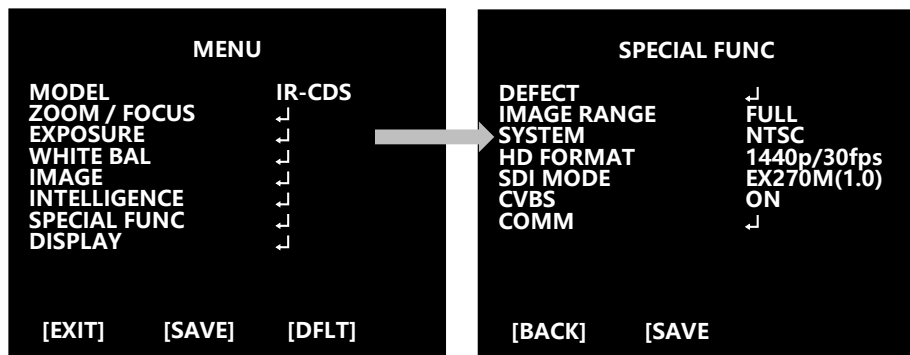 MENU
MODEL IR-CDS
ZOOM / FOCUS ↵
EXPOSURE ↵
WHITE BAL ↵
IMAGE ↵
INTELLIGENCE ↵
SPECIAL FUNC ↵
DISPLAY ↵
[EXIT] [SAVE] [DFLT]
SPECIAL FUNC
DEFECT ↵
IMAGE RANGE FULL
SYSTEM NTSC
HD FORMAT 1440p/30fps
SDI MODE EX270M(1.0)
CVBS ON
COMM ↵
[BACK] [SAVE